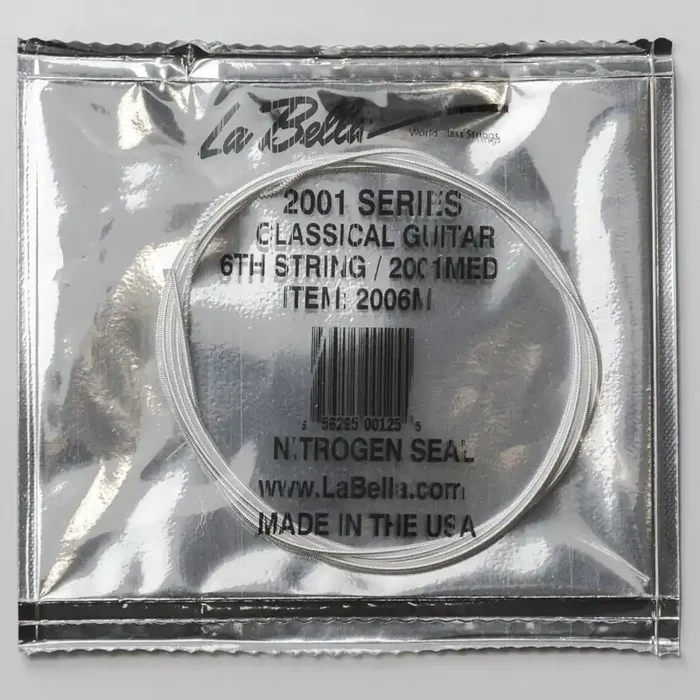 La Bella
World Class Strings
2001 SERIES
CLASSICAL GUITAR
6TH STRING / 2001MED
ITEM: 2006M
56295 00125 5
NITROGEN SEAL
www.LaBella.com
MADE IN THE USA